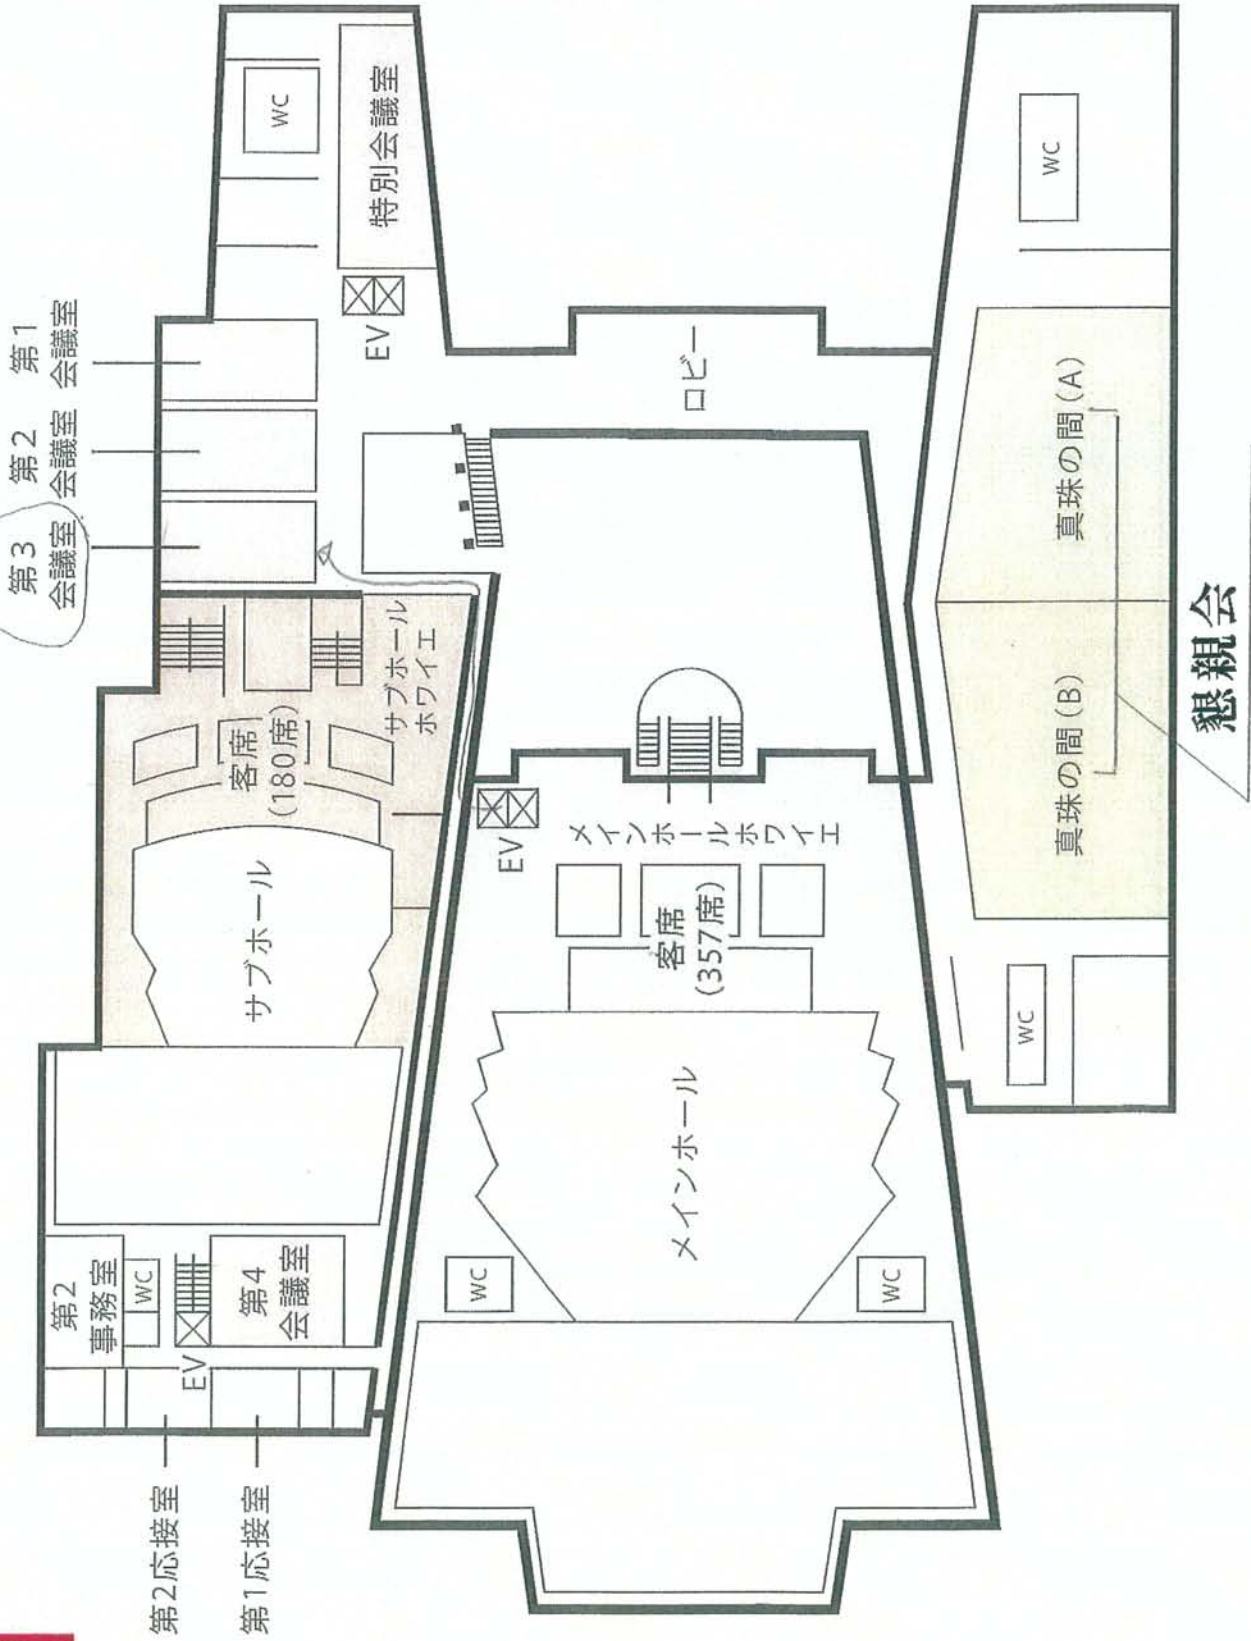 第1
会議室
第2
会議室
第3
会議室
WC
特別会議室
EV
ロビー
サブホール
ホワイエ
客席
(180席)
サブホール
EV
メインホールホワイエ
客席
(357席)
メインホール
WC
WC
第2
事務室
WC
第4
会議室
EV
第2応接室
第1応接室
WC
真珠の間(A)
真珠の間(B)
WC
懇親会